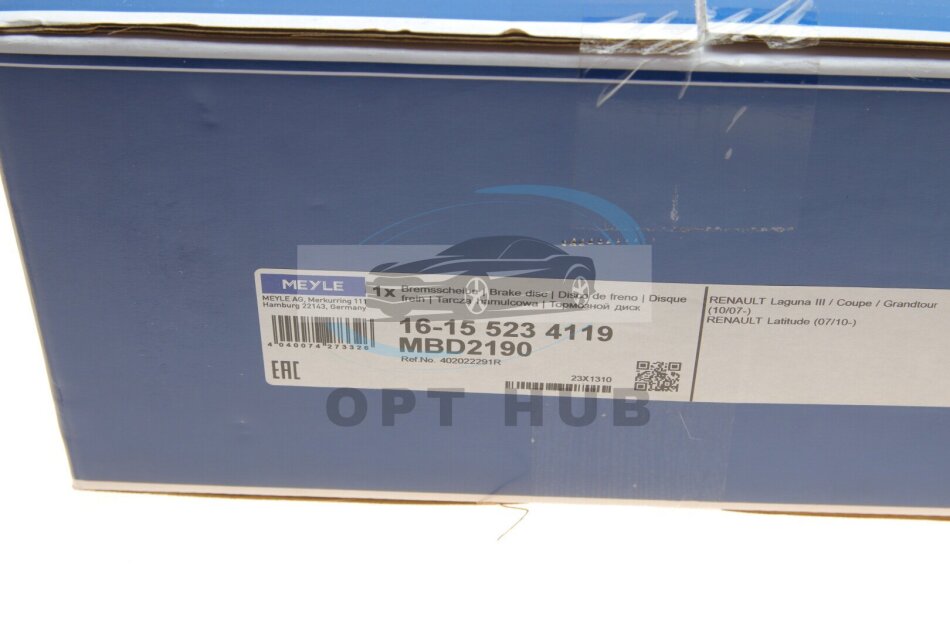 MEYLE
MEYLE AG, Merkurring 111
Hamburg 22143, Germany
4 040074 273326
EAC
1x Bremsscheibe | Brake disc | Disco de freno | Disque
frein | Tarcza hamulcowa | Тормозной диск
16-15 523 4119
MBD2190
Ref.No. 402022291R
23X1310
RENAULT Laguna III / Coupe / Grandtour
(10/07-)
RENAULT Latitude (07/10-)
OPT HUB